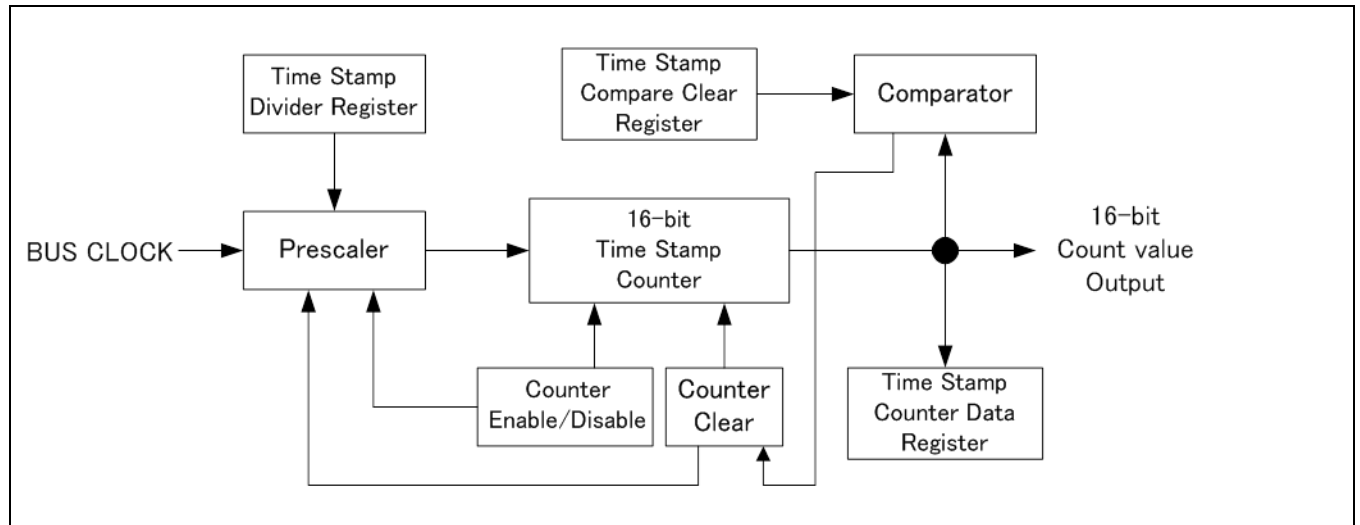 Time Stamp
Divider Register
Time Stamp
Compare Clear
Register
Comparator
BUS CLOCK
Prescaler
16-bit
Time Stamp
Counter
16-bit
Count value
Output
Counter
Enable/Disable
Counter
Clear
Time Stamp
Counter Data
Register